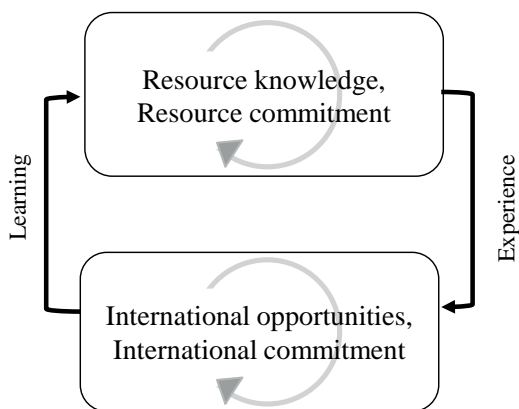 Resource knowledge,
Resource commitment
Learning
Experience
International opportunities,
International commitment